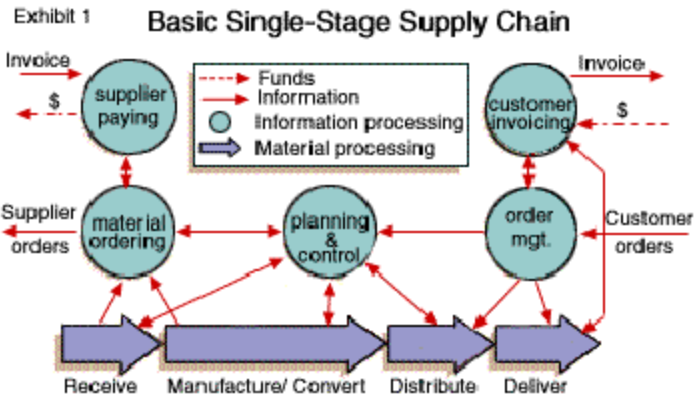 Exhibit 1
Basic Single-Stage Supply Chain
Invoice
$
supplier
paying
Funds
Information
Information processing
Material processing
customer
invoicing
Invoice
$
Supplier
orders
material
ordering
planning
&
control
order
mgt.
Customer
orders
Receive
Manufacture/ Convert
Distribute
Deliver